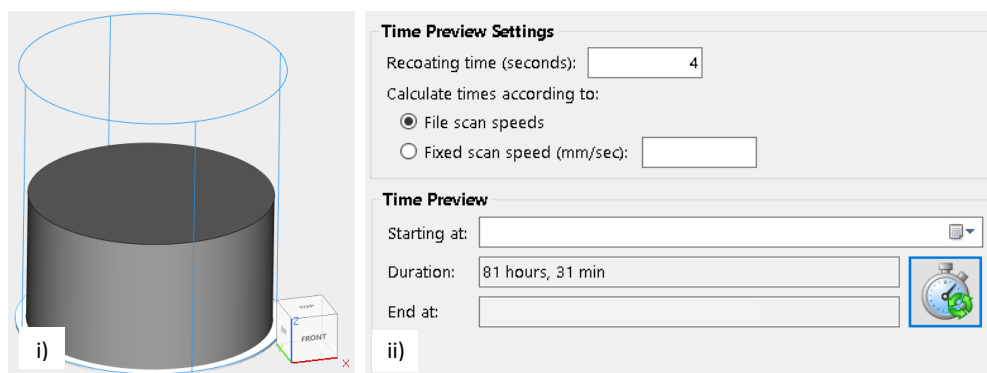 TOP
FRONT
Z
X
i)
Time Preview Settings
Recoating time (seconds): 4
Calculate times according to:
File scan speeds
Fixed scan speed (mm/sec):
Time Preview
Starting at:
Duration: 81 hours, 31 min
End at:
ii)